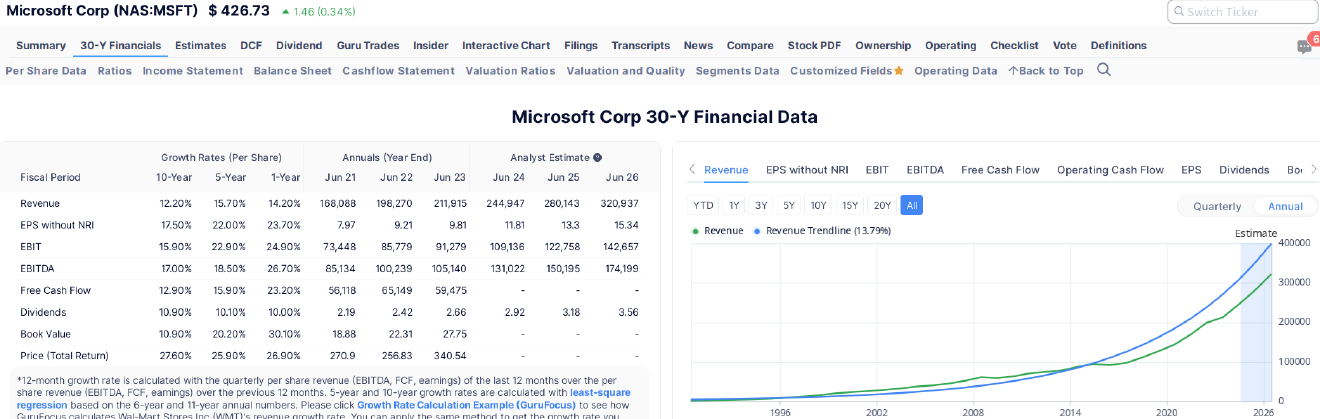 Microsoft Corp (NAS:MSFT) $ 426.73 ▲ 1.46 (0.34%)
Switch Ticker
Summary 30-Y Financials Estimates DCF Dividend Guru Trades Insider Interactive Chart Filings Transcripts News Compare Stock PDF Ownership Operating Checklist Vote Definitions
6
Per Share Data Ratios Income Statement Balance Sheet Cashflow Statement Valuation Ratios Valuation and Quality Segments Data Customized Fields Operating Data ↑Back to Top
Microsoft Corp 30-Y Financial Data
Growth Rates (Per Share) Annuals (Year End) Analyst Estimate
Fiscal Period 10-Year 5-Year 1-Year Jun 21 Jun 22 Jun 23 Jun 24 Jun 25 Jun 26
Revenue 12.20% 15.70% 14.20% 168,088 198,270 211,915 244,947 280,143 320,937
EPS without NRI 17.50% 22.00% 23.70% 7.97 9.21 9.81 11.81 13.3 15.34
EBIT 15.90% 22.90% 24.90% 73,448 85,779 91,279 109,136 122,758 142,657
EBITDA 17.00% 18.50% 26.70% 85,134 100,239 105,140 131,022 150,195 174,199
Free Cash Flow 12.90% 15.90% 23.20% 56,118 65,149 59,475 - - -
Dividends 10.90% 10.10% 10.00% 2.19 2.42 2.66 2.92 3.18 3.56
Book Value 10.90% 20.20% 30.10% 18.88 22.31 27.75 - - -
Price (Total Return) 27.60% 25.90% 26.90% 270.9 256.83 340.54 - - -
*12-month growth rate is calculated with the quarterly per share revenue (EBITDA, FCF, earnings) of the last 12 months over the per
share revenue (EBITDA, FCF, earnings) over the previous 12 months. 5-year and 10-year growth rates are calculated with least-square
regression based on the 6-year and 11-year annual numbers. Please click Growth Rate Calculation Example (GuruFocus) to see how
GuruFocus calculates Wal-Mart Stores Inc (WMT)'s revenue growth rate. You can apply the same method to get the growth rate you
Revenue EPS without NRI EBIT EBITDA Free Cash Flow Operating Cash Flow EPS Dividends Boo
YTD 1Y 3Y 5Y 10Y 15Y 20Y All
Quarterly Annual
Revenue Revenue Trendline (13.79%)
Estimate
400000
300000
200000
100000
0
1996 2002 2008 2014 2020 2026